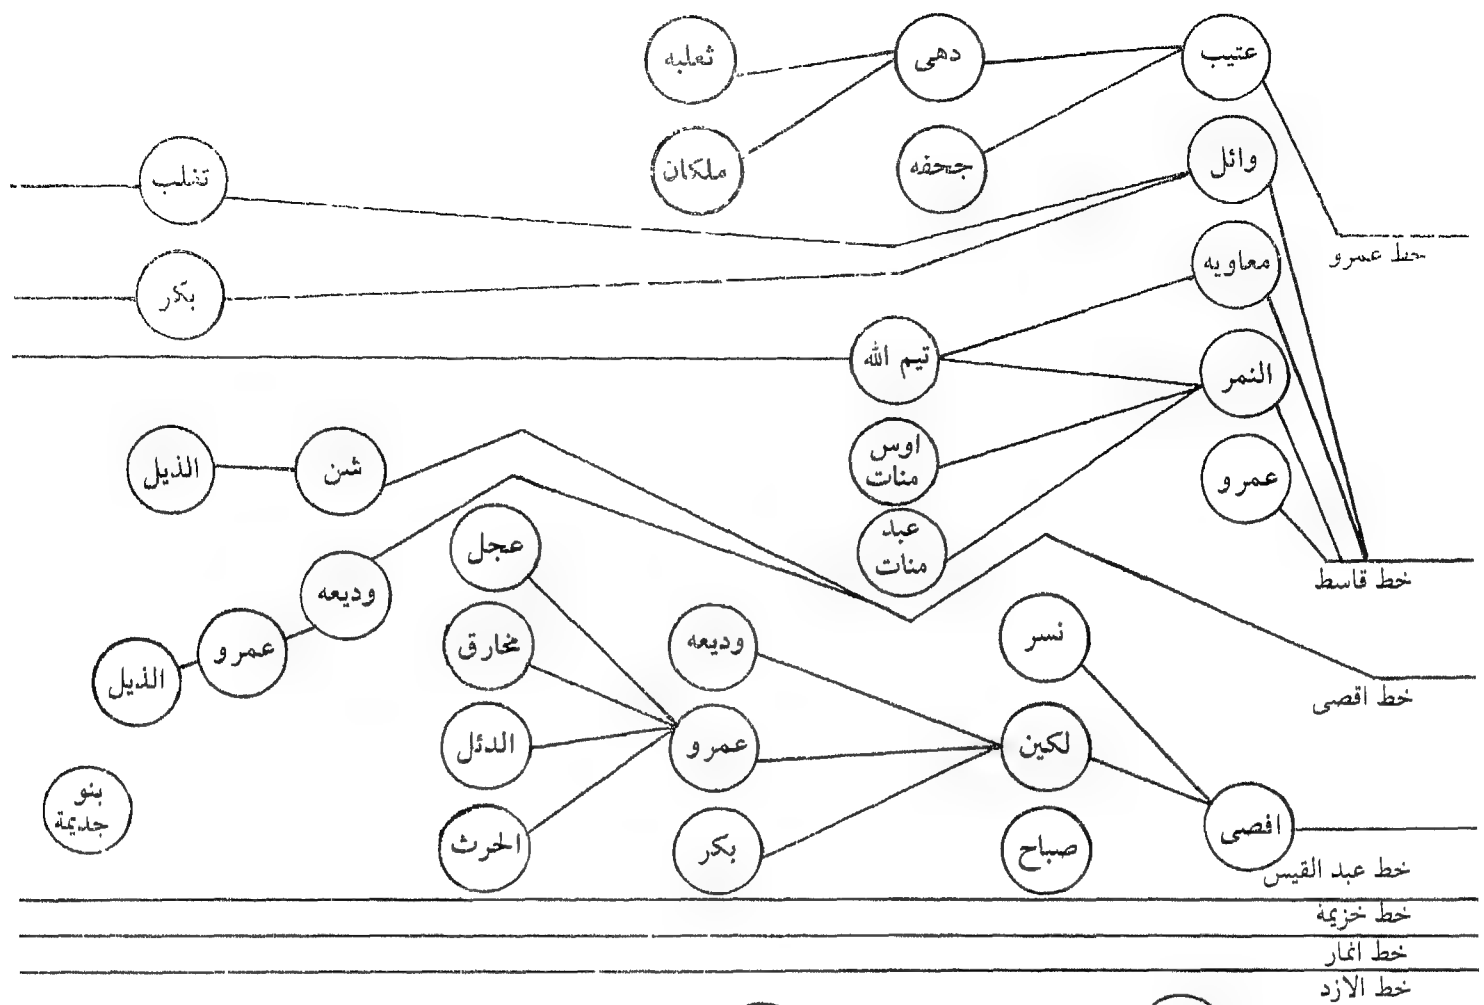 عتيب
دهى
ثعلبه
جحفه
ملكان
وائل
تغلب
خط عمرو
معاويه
بكر
النمر
تيم الله
عمرو
اوس
منات
شن
الذيل
عبد
منات
خط قاسط
عجل
وديعه
نسر
وديعه
مخارق
عمرو
الذيل
خط اقصى
لكين
عمرو
الدئل
افصى
صباح
بكر
الحرث
بنو
جديمة
خط عبد القيس
خط خزيمة
خط انمار
خط الازد